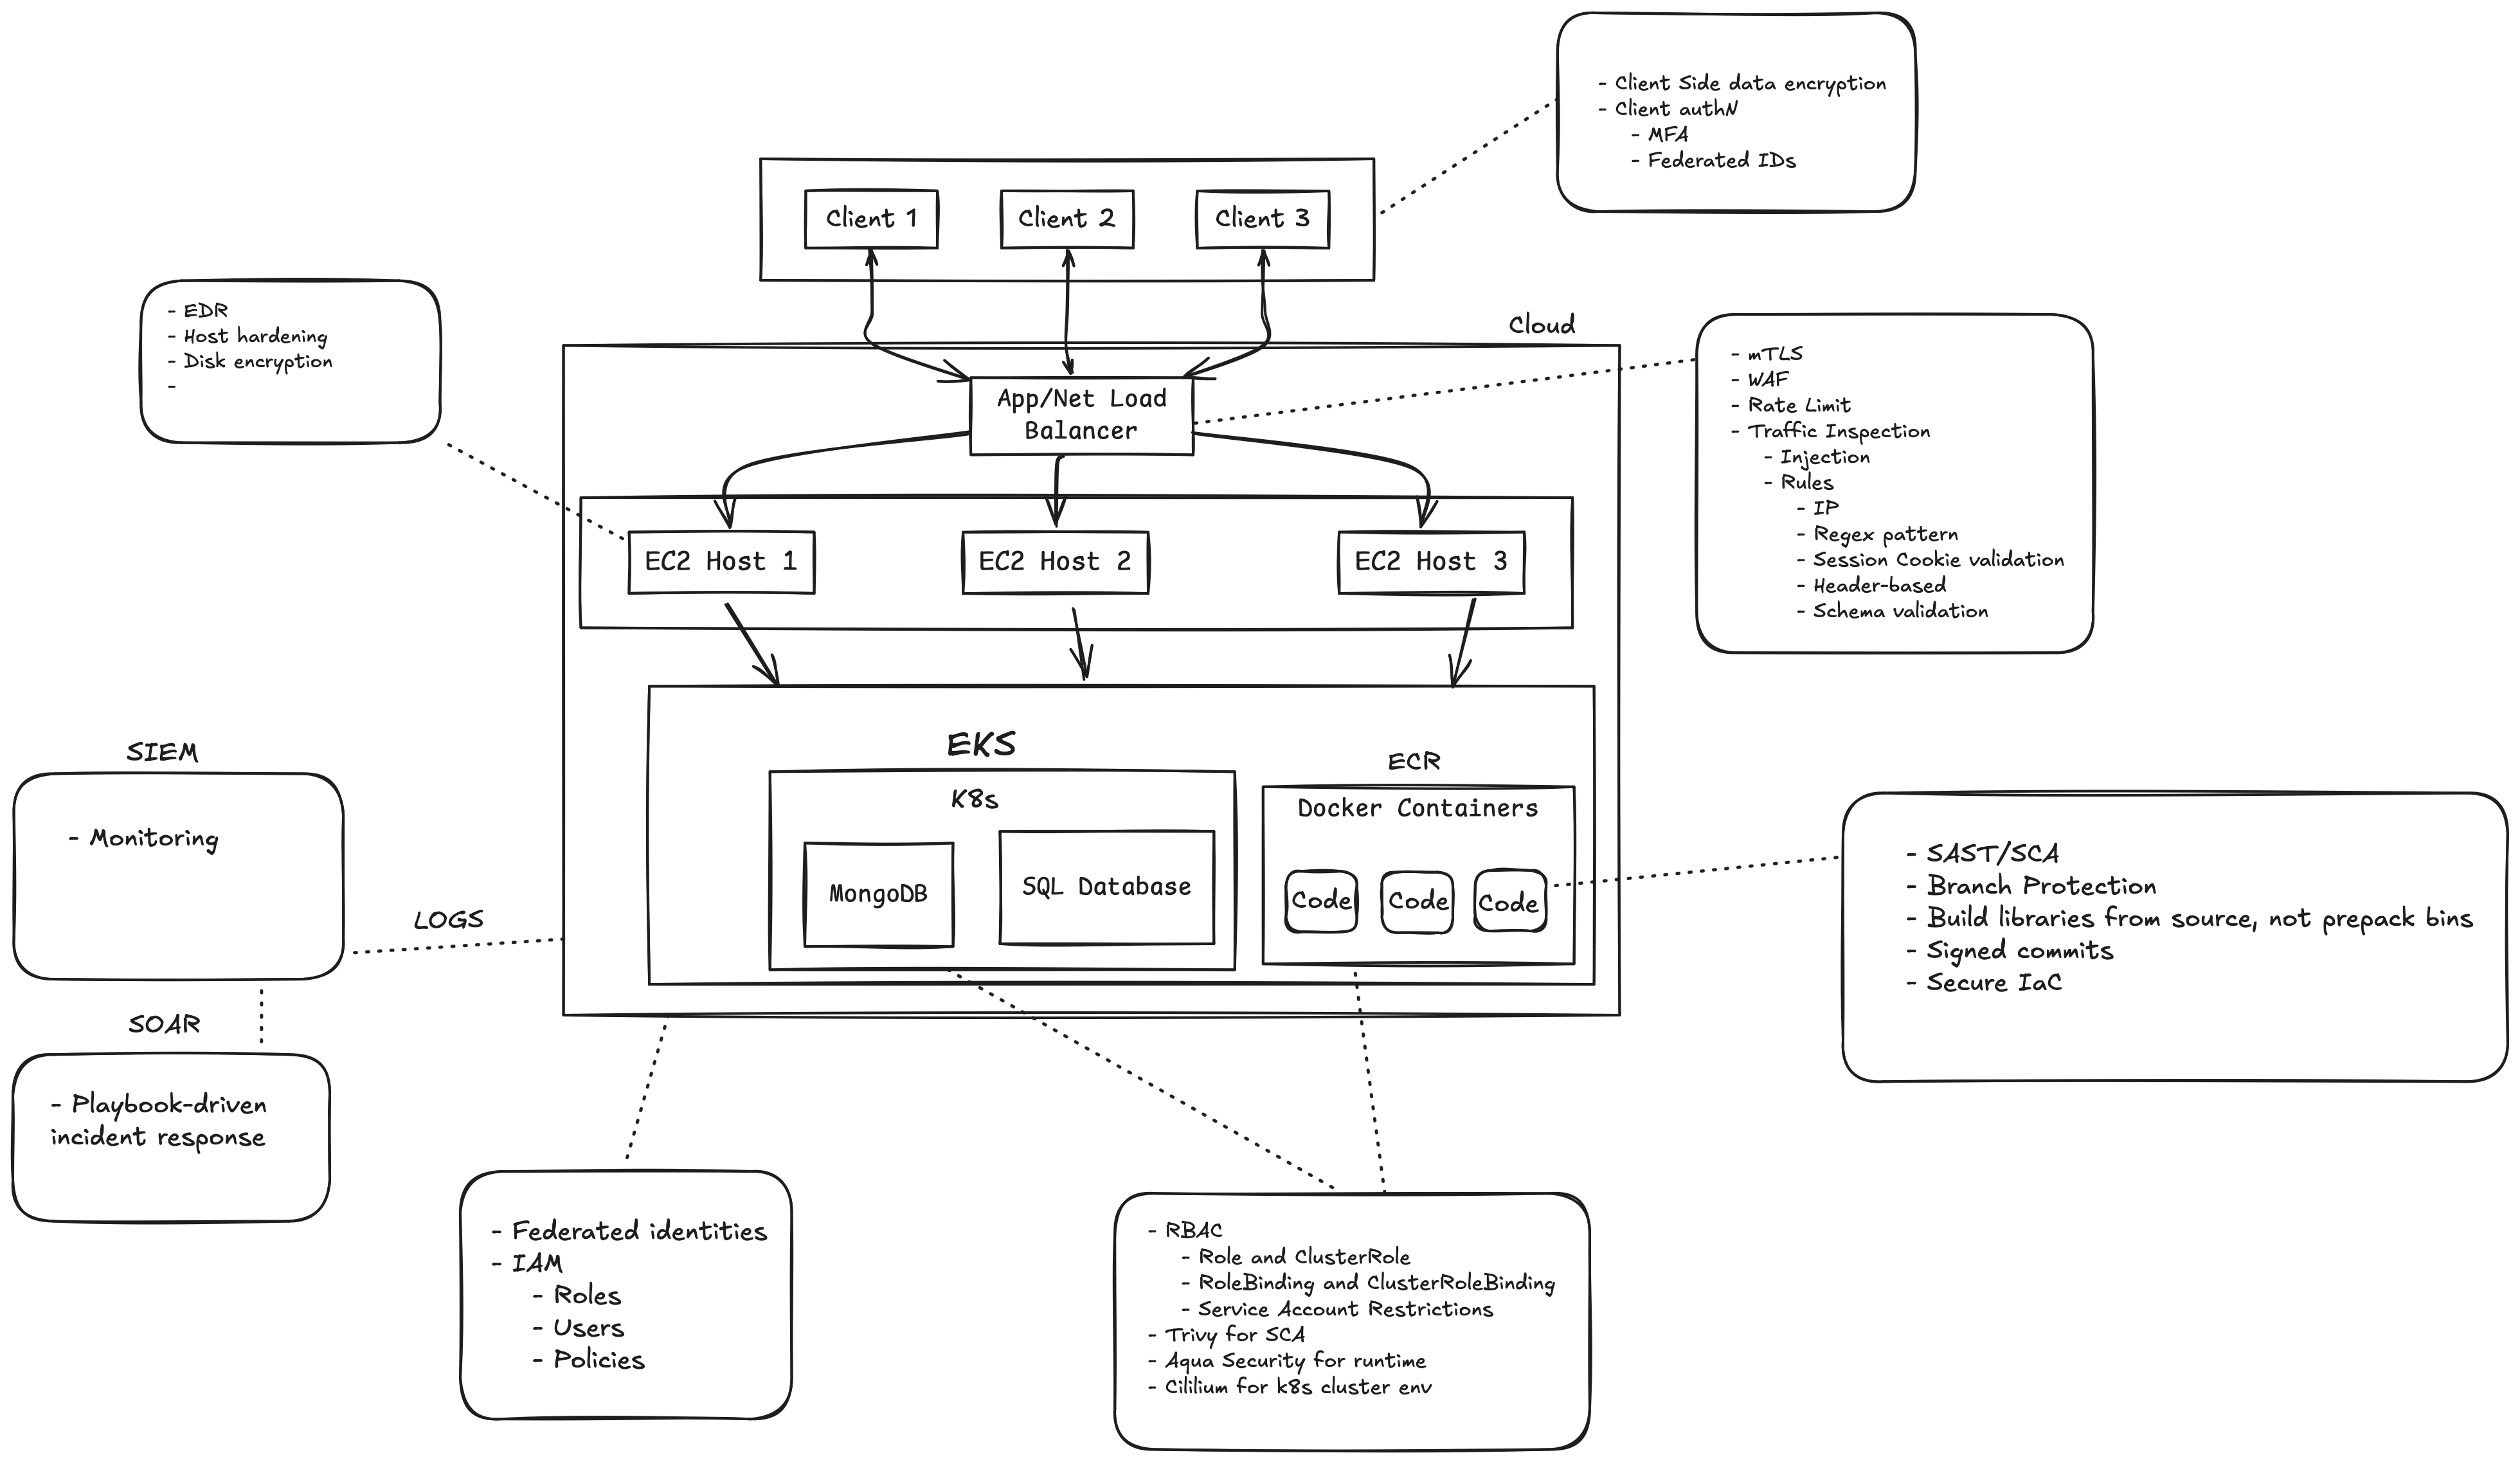 - Client Side data encryption
- Client authN
- MFA
- Federated IDs
Client 1
Client 2
Client 3
- EDR
- Host hardening
- Disk encryption
-
Cloud
App/Net Load
Balancer
- mTLS
- WAF
- Rate Limit
- Traffic Inspection
- Injection
- Rules
- IP
- Regex pattern
- Session Cookie validation
- Header-based
- Schema validation
EC2 Host 1
EC2 Host 2
EC2 Host 3
SIEM
- Monitoring
LOGS
EKS
K8s
MongoDB
SQL Database
ECR
Docker Containers
Code
Code
Code
- SAST/SCA
- Branch Protection
- Build libraries from source, not prepack bins
- Signed commits
- Secure IaC
SOAR
- Playbook-driven
incident response
- Federated identities
- IAM
- Roles
- Users
- Policies
- RBAC
- Role and ClusterRole
- RoleBinding and ClusterRoleBinding
- Service Account Restrictions
- Trivy for SCA
- Aqua Security for runtime
- Cililium for k8s cluster env